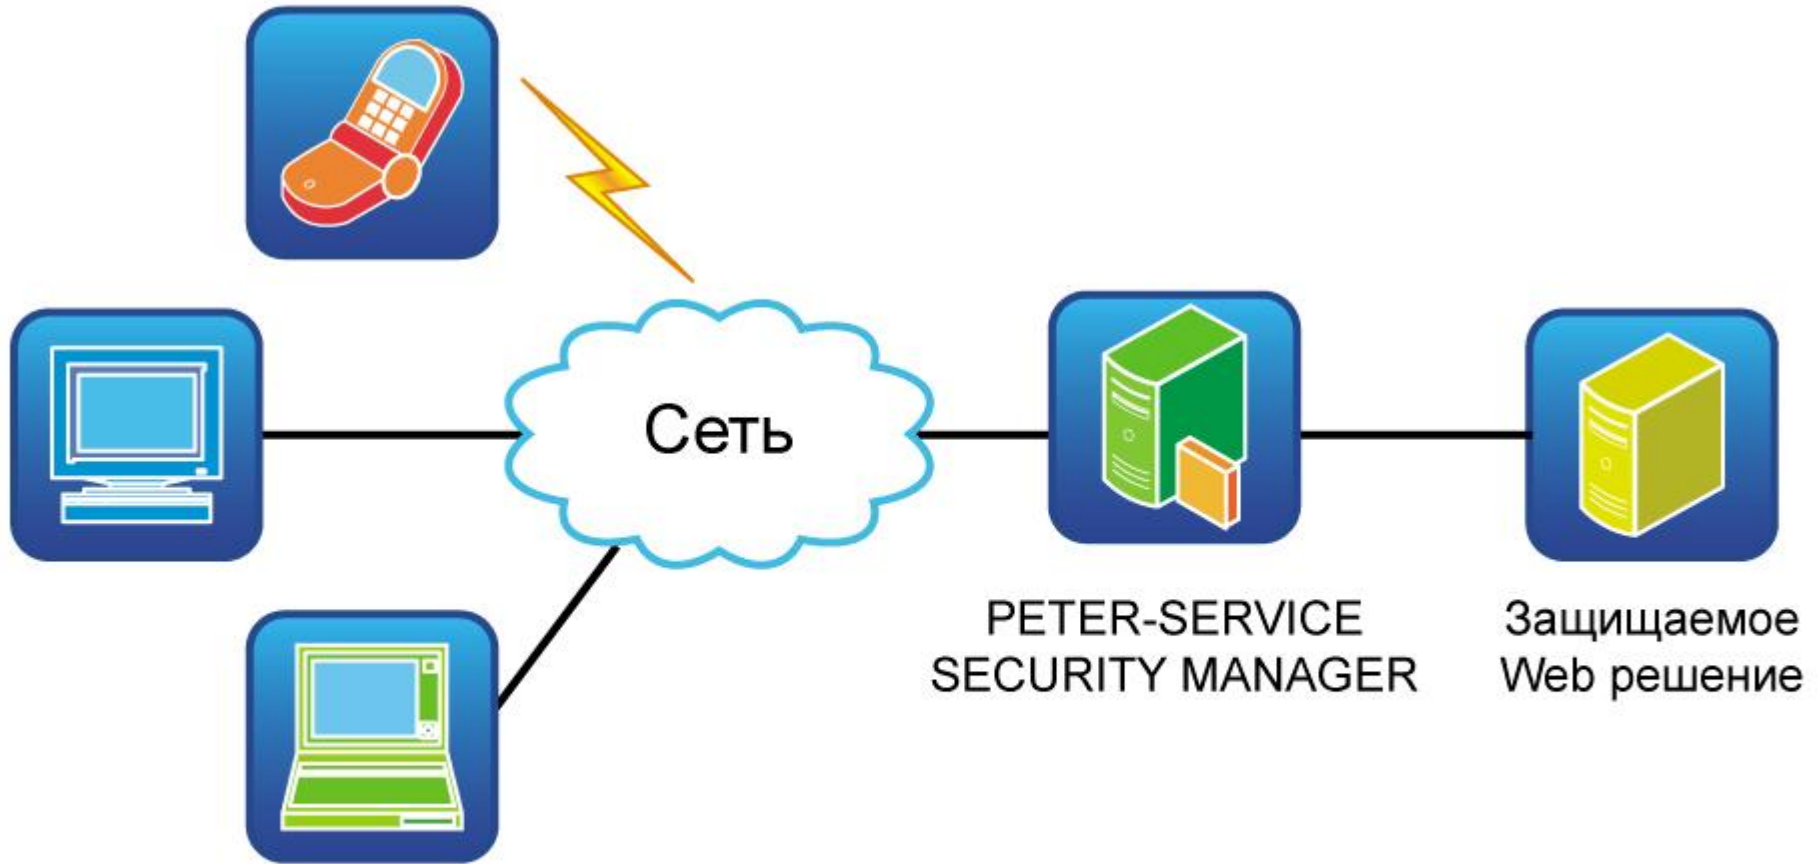 Сеть
PETER-SERVICE
SECURITY MANAGER
Защищаемое
Web решение